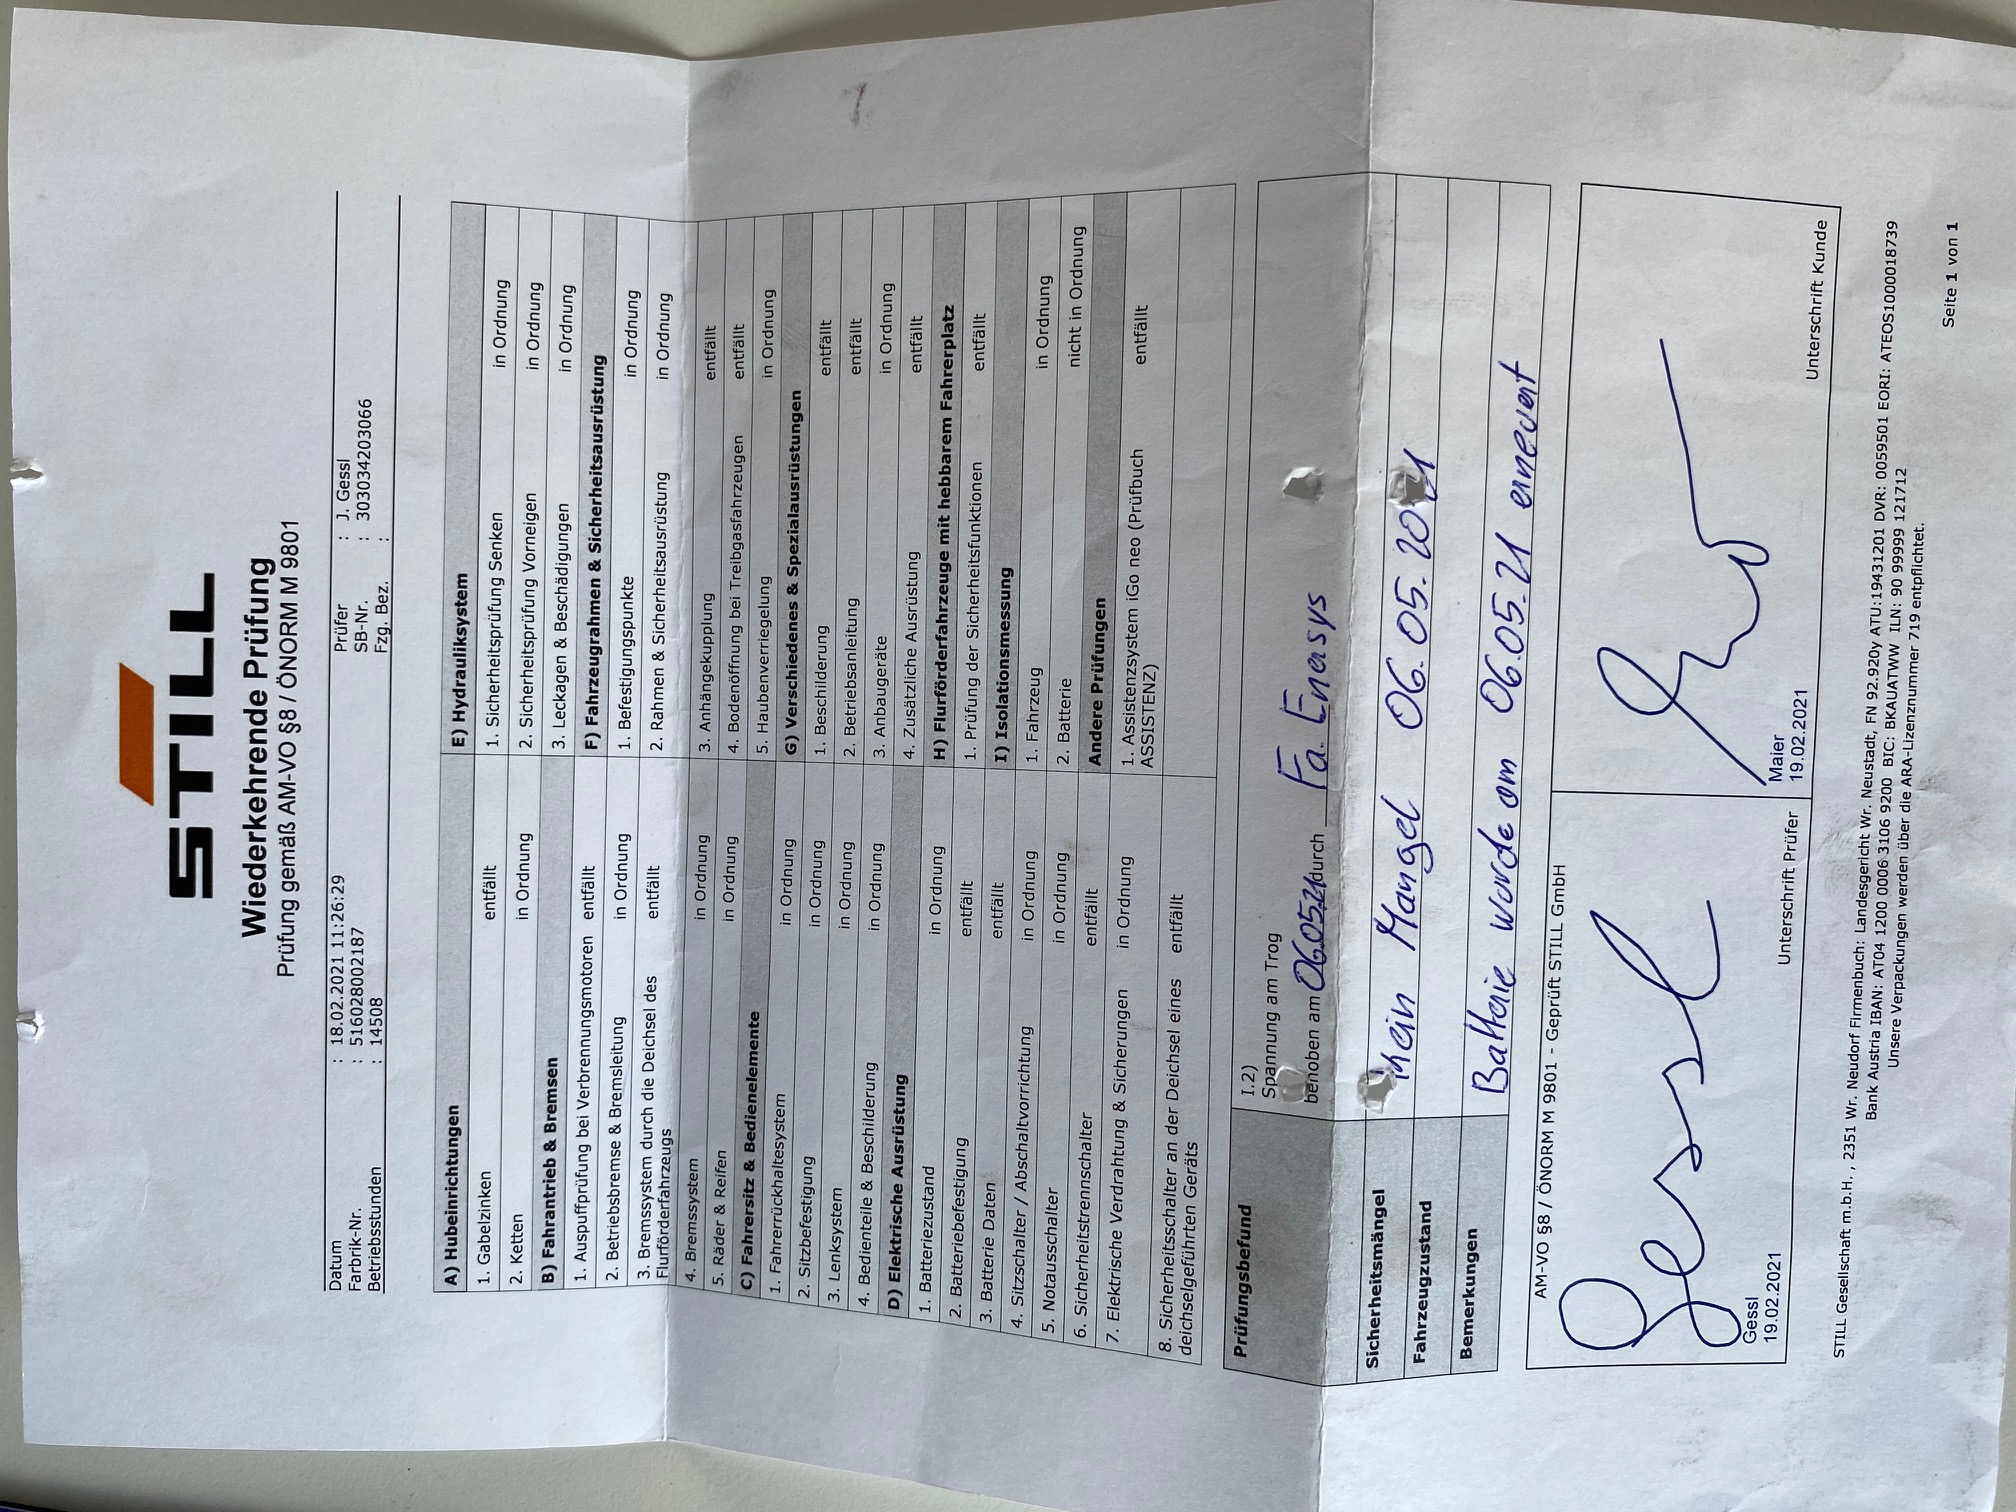 STILL
Wiederkehrende Prüfung
Prüfung gemäß AM-VO §8 / ÖNORM M 9801
Datum : 18.02.2021 11:26:29 Prüfer : J. Gessl
Farbrik-Nr. : 516028002187 SB-Nr. : 303034203066
Betriebsstunden : 14508 Fzg. Bez. :
A) Hubeinrichtungen
1. Gabelzinken entfällt
2. Ketten in Ordnung
B) Fahrantrieb & Bremsen
1. Auspuffprüfung bei Verbrennungsmotoren entfällt
2. Betriebsbremse & Bremsleitung in Ordnung
3. Bremssystem durch die Deichsel des entfällt
Flurförderfahrzeugs
4. Bremssystem in Ordnung
5. Räder & Reifen in Ordnung
C) Fahrersitz & Bedienelemente
1. Fahrerrückhaltesystem in Ordnung
2. Sitzbefestigung in Ordnung
3. Lenksystem in Ordnung
4. Bedienteile & Beschilderung in Ordnung
D) Elektrische Ausrüstung
1. Batteriezustand in Ordnung
2. Batteriebefestigung entfällt
3. Batterie Daten entfällt
4. Sitzschalter / Abschaltvorrichtung in Ordnung
5. Notausschalter in Ordnung
6. Sicherheitstrennschalter entfällt
7. Elektrische Verdrahtung & Sicherungen in Ordnung
8. Sicherheitsschalter an der Deichsel eines entfällt
deichselgeführten Geräts
E) Hydrauliksystem
1. Sicherheitsprüfung Senken in Ordnung
2. Sicherheitsprüfung Vorneigen in Ordnung
3. Leckagen & Beschädigungen in Ordnung
F) Fahrzeugrahmen & Sicherheitsausrüstung
1. Befestigungspunkte in Ordnung
2. Rahmen & Sicherheitsausrüstung in Ordnung
3. Anhängekupplung entfällt
4. Bodenöffnung bei Treibgasfahrzeugen entfällt
5. Haubenverriegelung in Ordnung
G) Verschiedenes & Spezialausrüstungen
1. Beschilderung entfällt
2. Betriebsanleitung entfällt
3. Anbaugeräte in Ordnung
4. Zusätzliche Ausrüstung entfällt
H) Flurförderfahrzeuge mit hebbarem Fahrerplatz
1. Prüfung der Sicherheitsfunktionen entfällt
I) Isolationsmessung
1. Fahrzeug in Ordnung
2. Batterie nicht in Ordnung
Andere Prüfungen
1. Assistenzsystem iGo neo (Prüfbuch entfällt
ASSISTENZ)
Prüfungsbefund I.2)
Spannung am Trog
behoben am 06.05.21 durch Fa. Enersys
Sicherheitsmängel Kein Mangel 06.05.2021
Fahrzeugzustand
Bemerkungen Batterie wurde am 06.05.21 erneuert
AM-VO §8 / ÖNORM M 9801 - Geprüft STILL GmbH
Gessl
Gessl
19.02.2021
Unterschrift Prüfer
Maier
19.02.2021
Unterschrift Kunde
STILL Gesellschaft m.b.H. , 2351 Wr. Neudorf Firmenbuch: Landesgericht Wr. Neustadt, FN 92.920y ATU:19431201 DVR: 0059501 EORI: ATEOS1000018739
Bank Austria IBAN: AT04 1200 0006 3106 9200 BIC: BKAUATWW ILN: 90 99999 121712
Unsere Verpackungen werden über die ARA-Lizenznummer 719 entpflichtet.
Seite 1 von 1